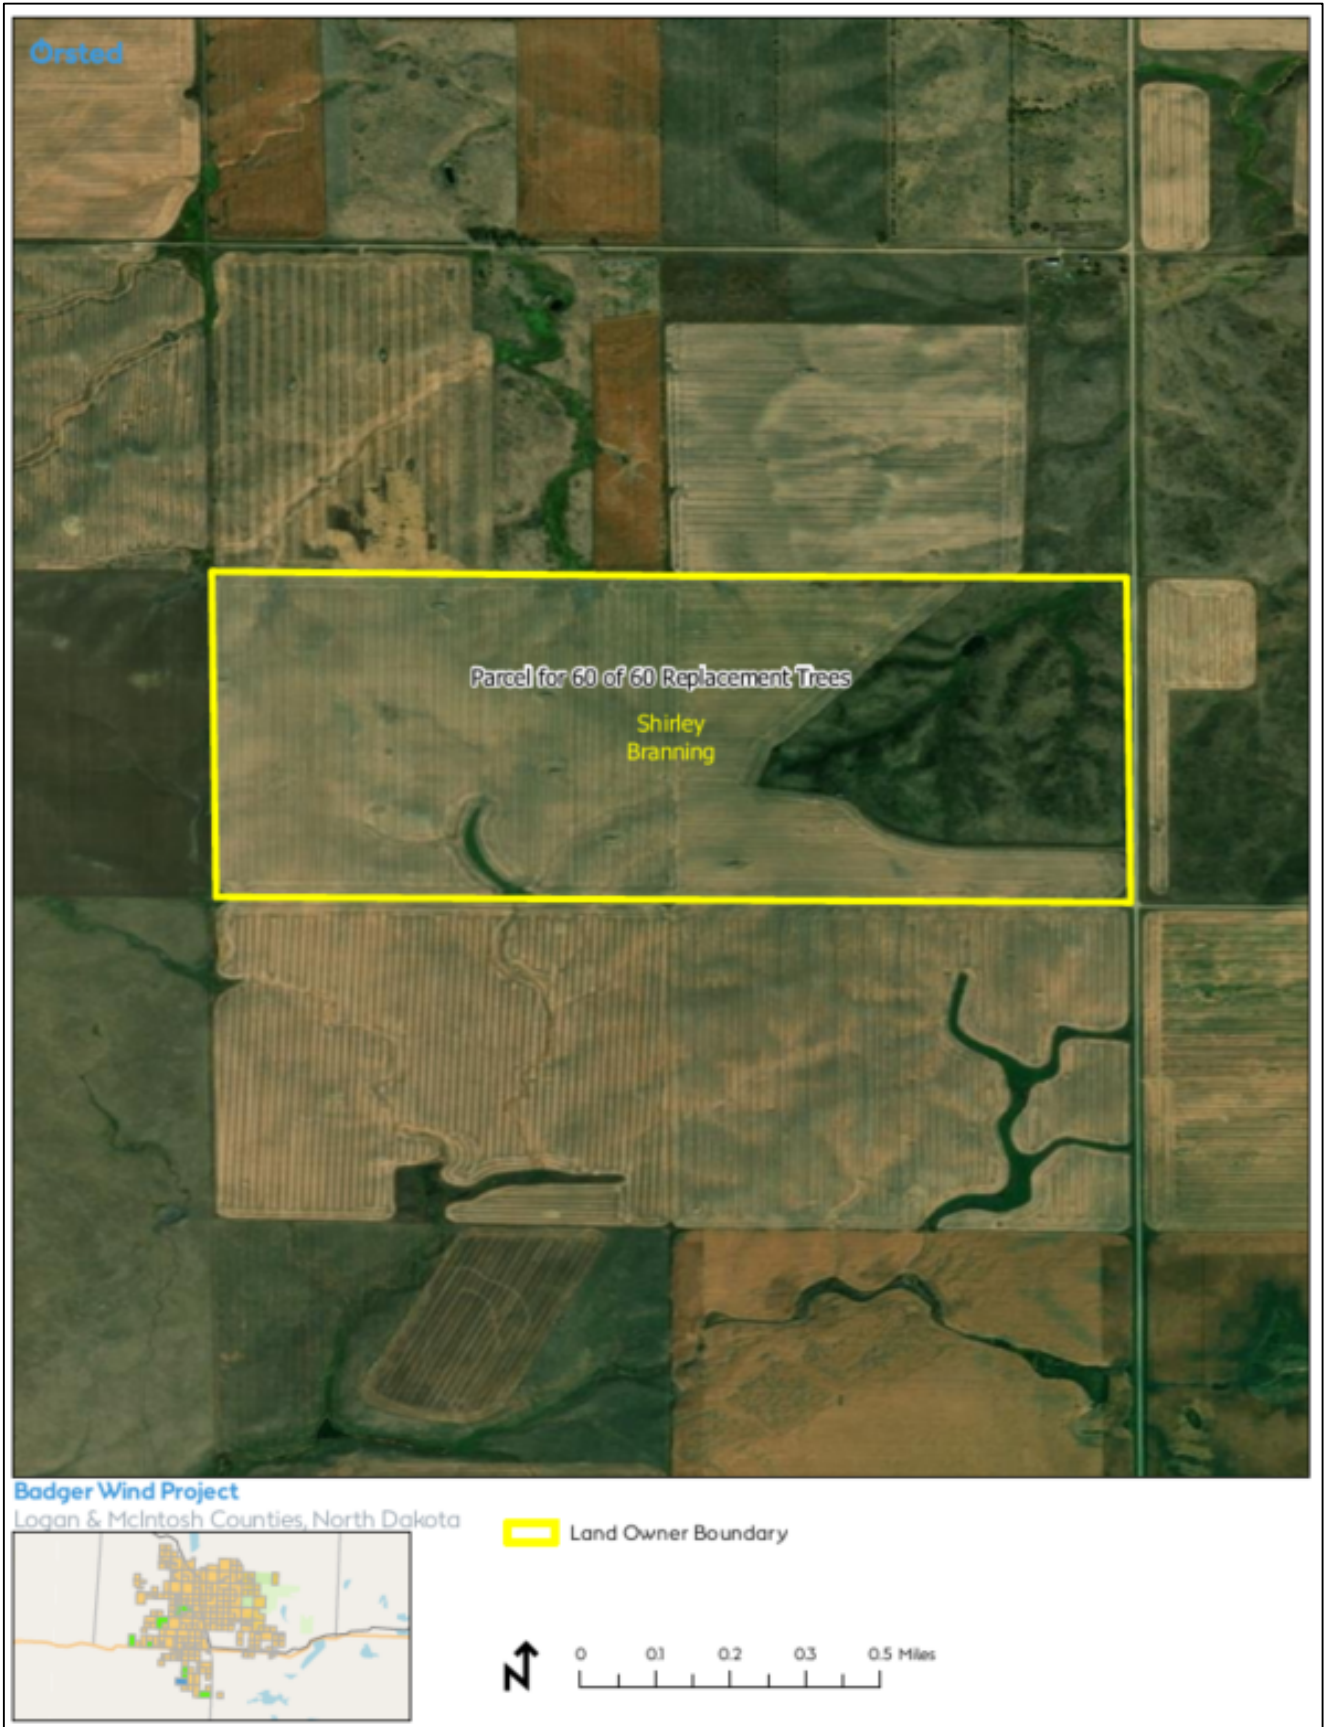 Ørsted
Parcel for 60 of 60 Replacement Trees
Shirley
Branning
Badger Wind Project
Logan & McIntosh Counties, North Dakota
Land Owner Boundary
N
0 0.1 0.2 0.3 0.5 Miles